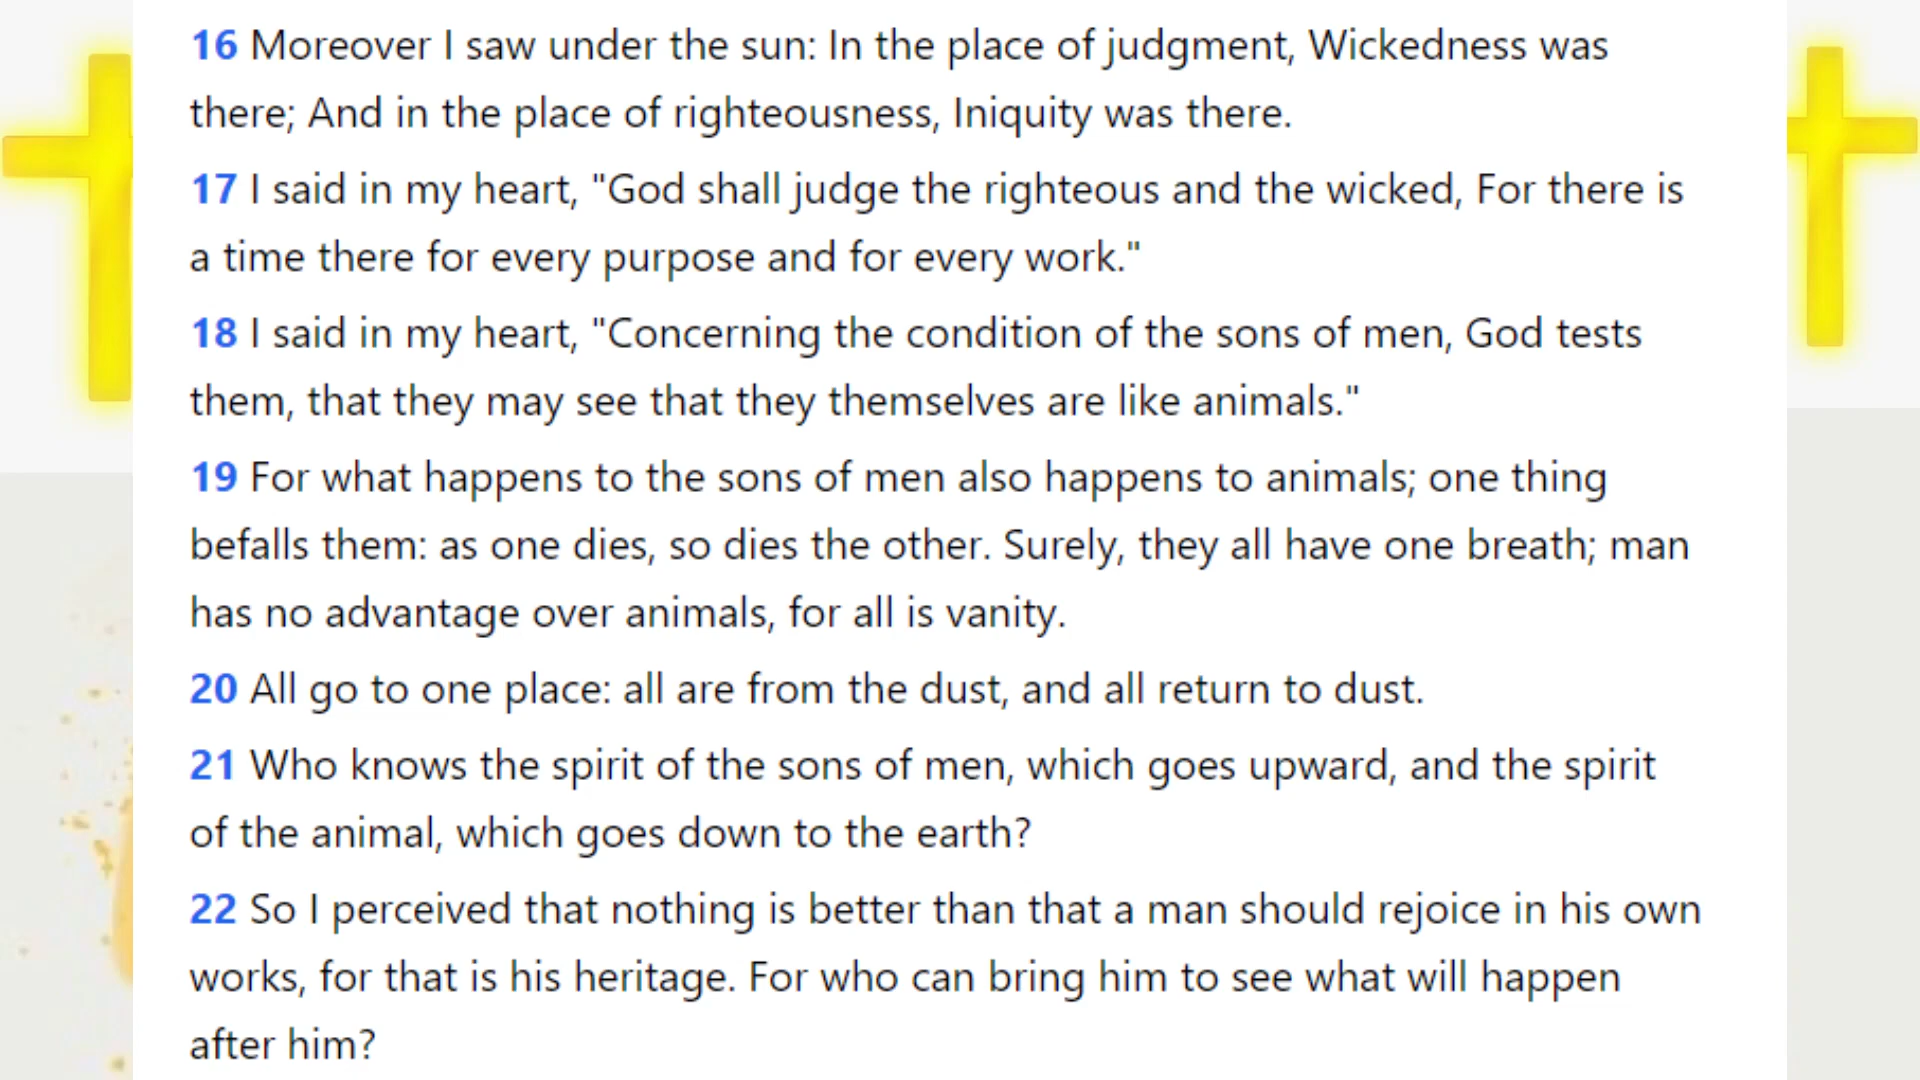 16 Moreover I saw under the sun: In the place of judgment, Wickedness was
there; And in the place of righteousness, Iniquity was there.
17 I said in my heart, "God shall judge the righteous and the wicked, For there is
a time there for every purpose and for every work."
18 I said in my heart, "Concerning the condition of the sons of men, God tests
them, that they may see that they themselves are like animals."
19 For what happens to the sons of men also happens to animals; one thing
befalls them: as one dies, so dies the other. Surely, they all have one breath; man
has no advantage over animals, for all is vanity.
20 All go to one place: all are from the dust, and all return to dust.
21 Who knows the spirit of the sons of men, which goes upward, and the spirit
of the animal, which goes down to the earth?
22 So I perceived that nothing is better than that a man should rejoice in his own
works, for that is his heritage. For who can bring him to see what will happen
after him?